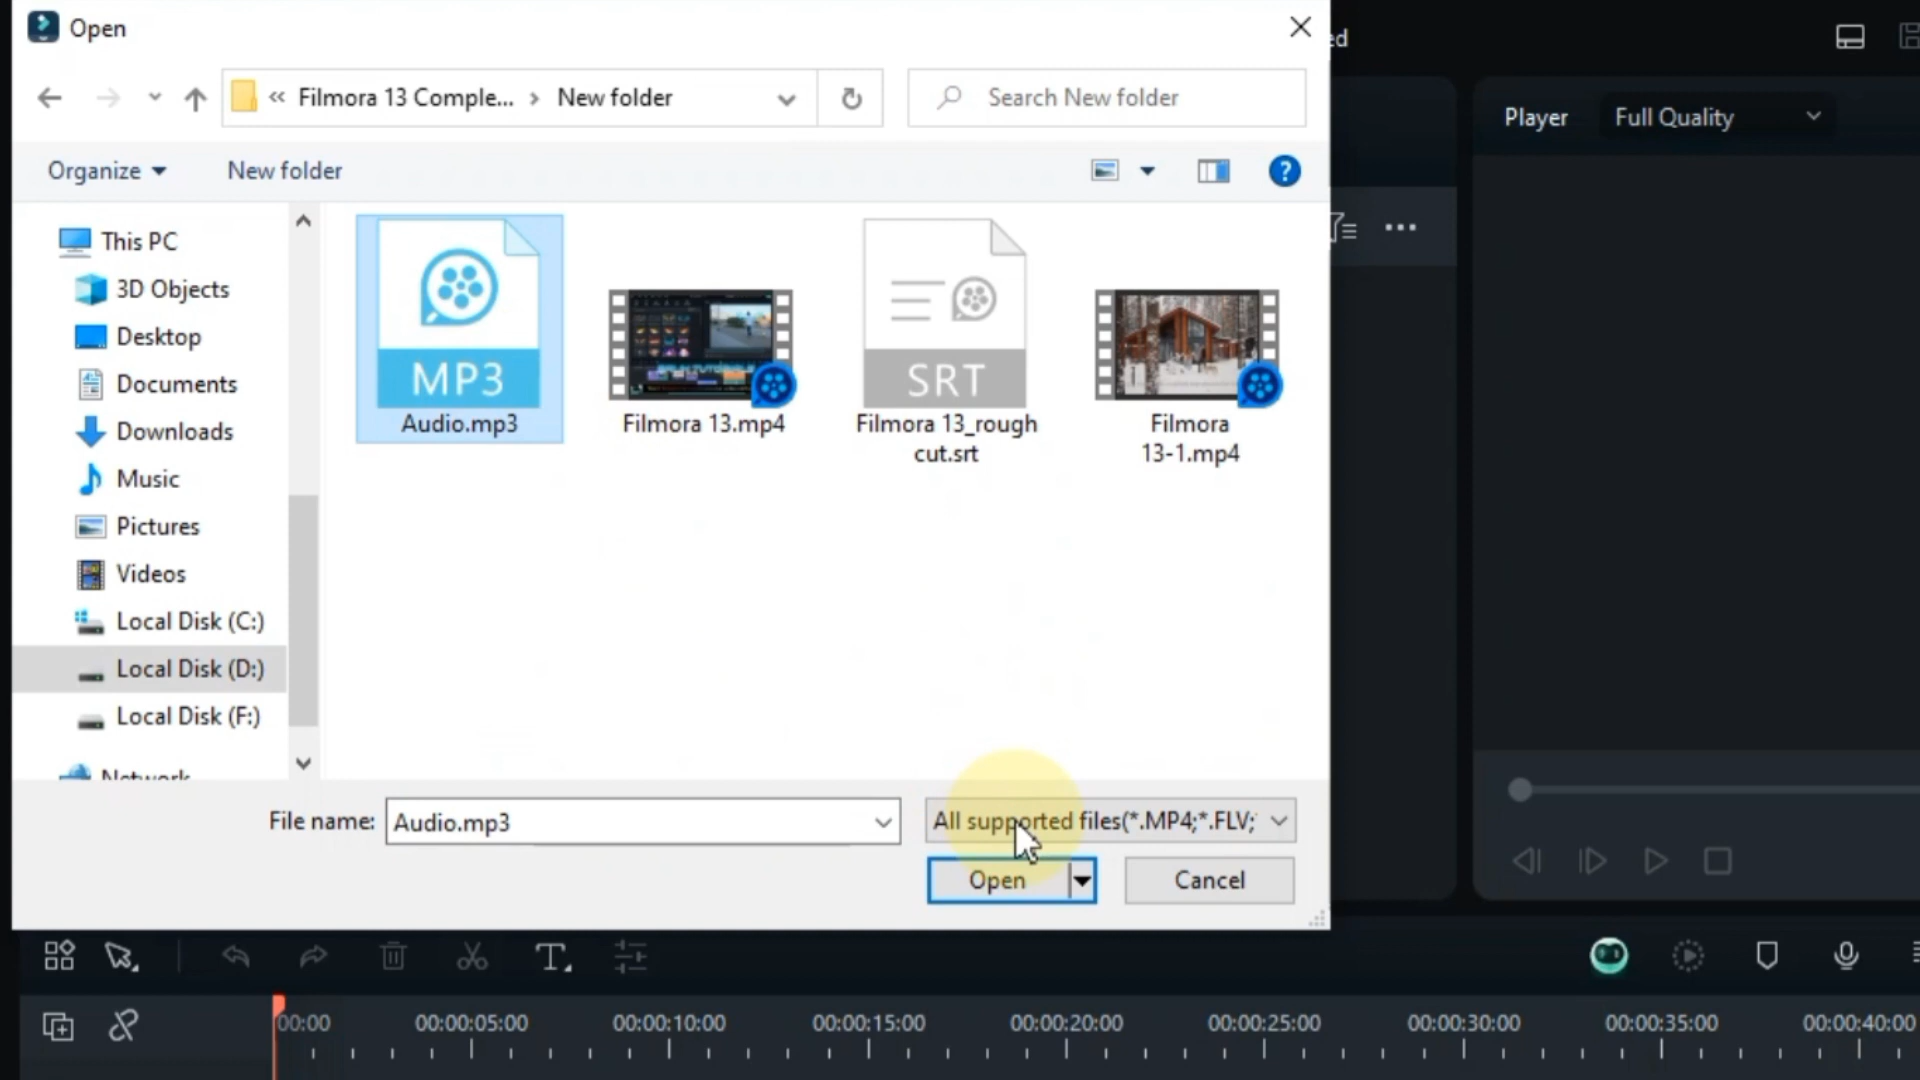 Open
ed
« Filmora 13 Comple... › New folder
Search New folder
Player
Full Quality
Organize
New folder
?
This PC
3D Objects
Desktop
Documents
Downloads
Music
Pictures
Videos
Local Disk (C:)
Local Disk (D:)
Local Disk (F:)
Network
MP3
Audio.mp3
Filmora 13.mp4
SRT
Filmora 13_rough
cut.srt
Filmora
13-1.mp4
File name:
Audio.mp3
All supported files(*.MP4;*.FLV;
Open
Cancel
T
00:00
00:00:05:00
00:00:10:00
00:00:15:00
00:00:20:00
00:00:25:00
00:00:30:00
00:00:35:00
00:00:40:00